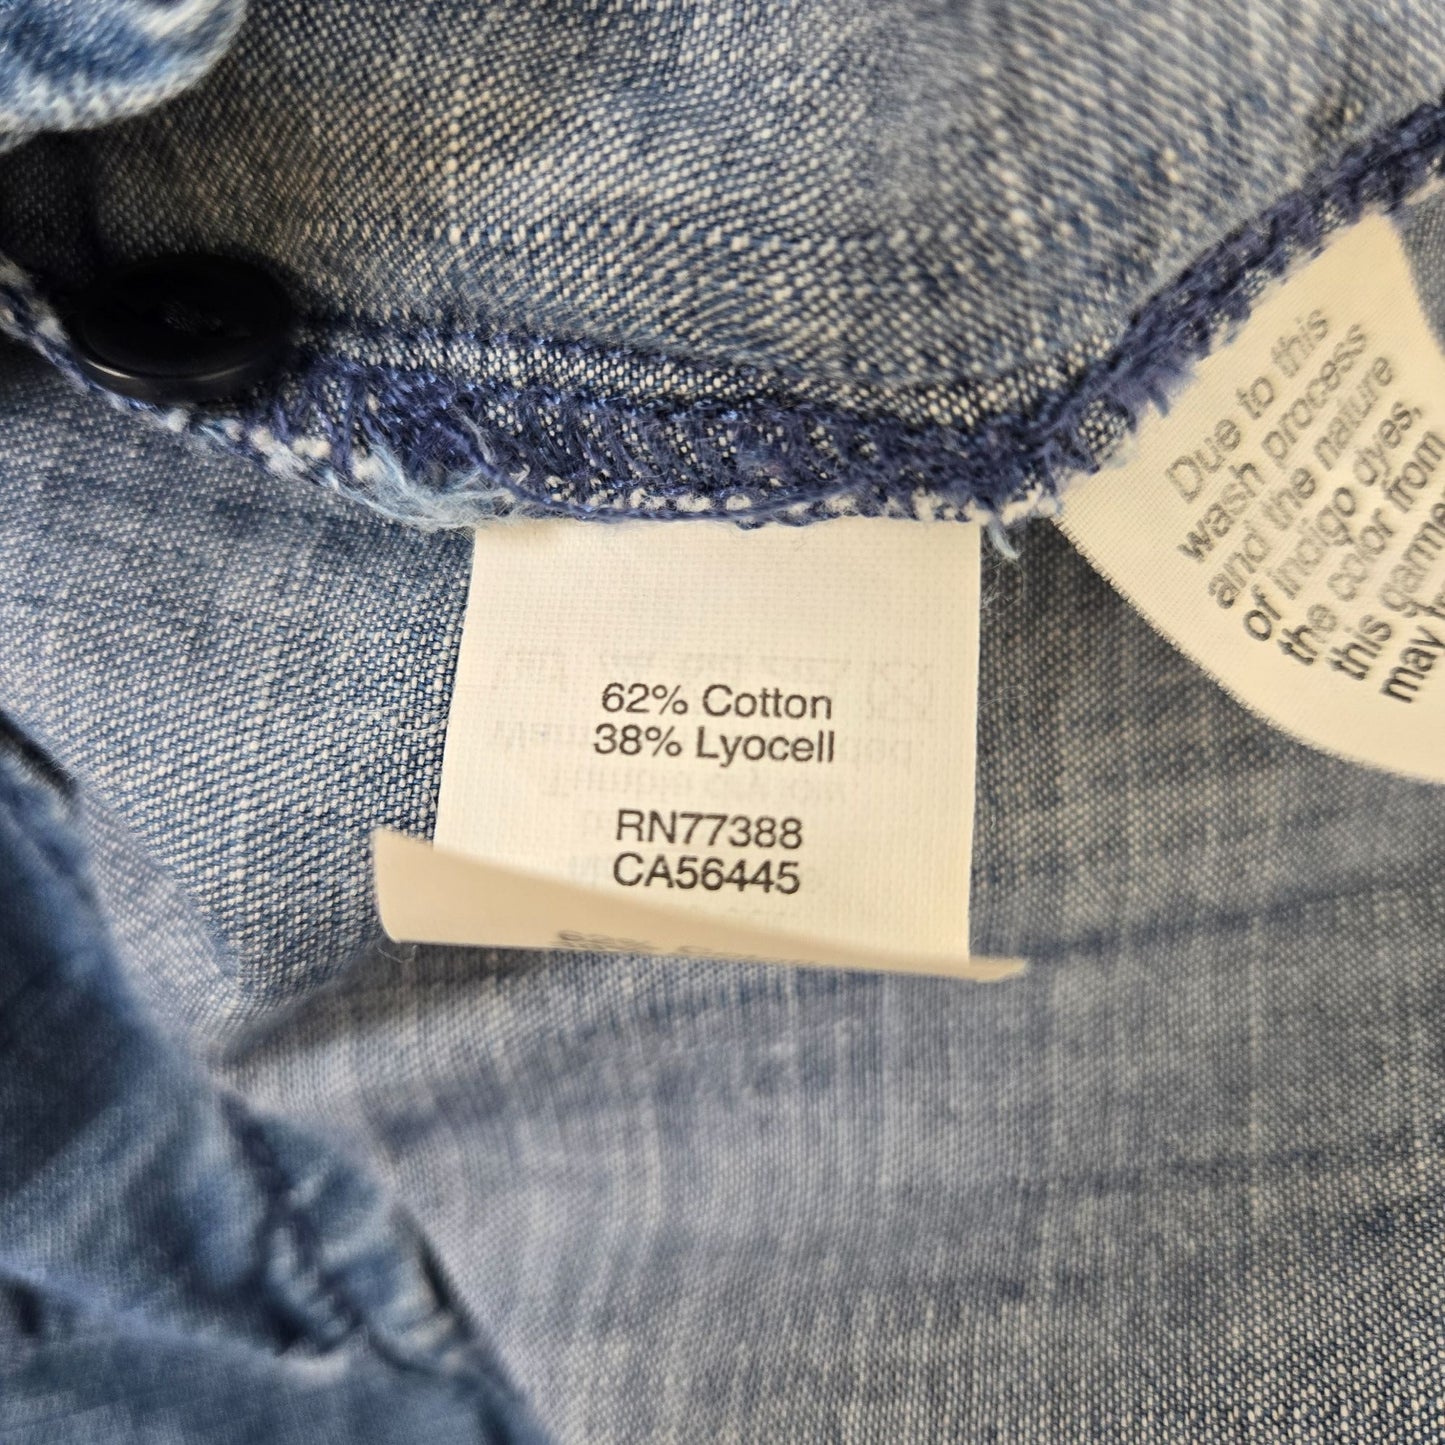 62% Cotton
38% Lyocell
RN77388
CA56445
Due to this
wash process
and the nature
of indigo dyes,
the color from
this garme
may